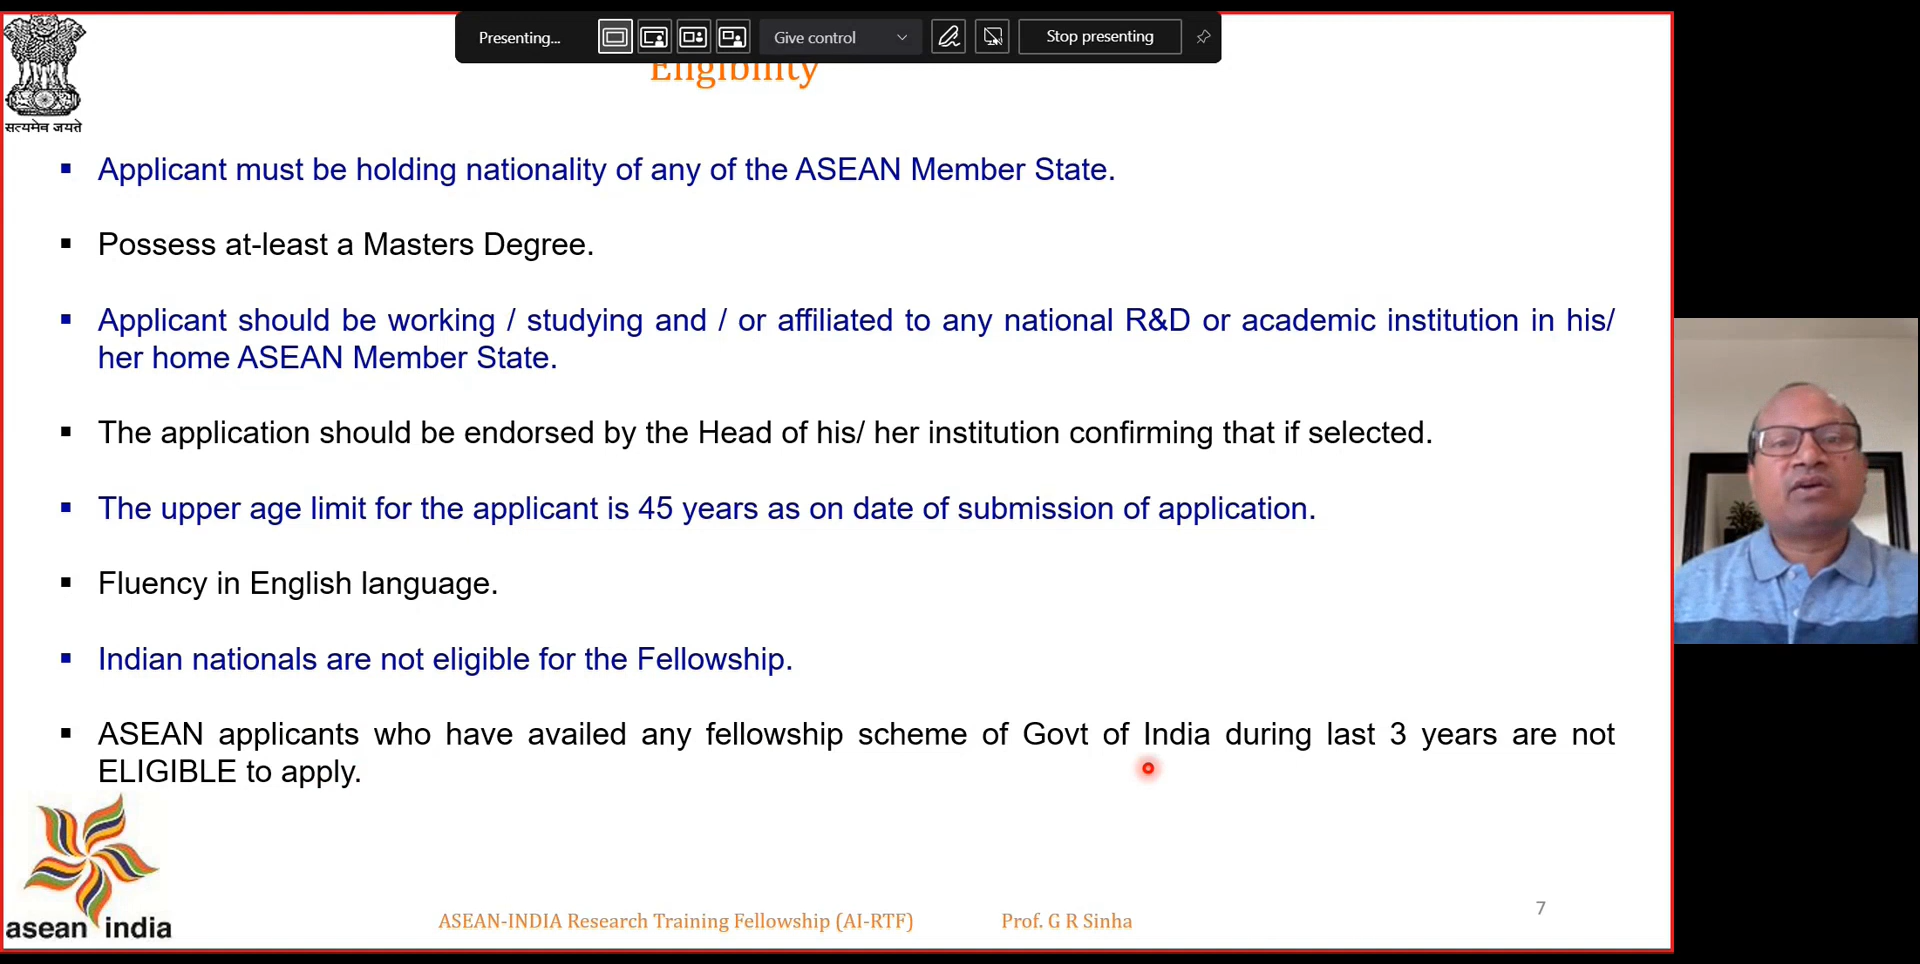 Presenting...
Give control
Stop presenting
Eligibility
सत्यमेव जयते
▪ Applicant must be holding nationality of any of the ASEAN Member State.
▪ Possess at-least a Masters Degree.
▪ Applicant should be working / studying and / or affiliated to any national R&D or academic institution in his/
her home ASEAN Member State.
▪ The application should be endorsed by the Head of his/ her institution confirming that if selected.
▪ The upper age limit for the applicant is 45 years as on date of submission of application.
▪ Fluency in English language.
▪ Indian nationals are not eligible for the Fellowship.
▪ ASEAN applicants who have availed any fellowship scheme of Govt of India during last 3 years are not
ELIGIBLE to apply.
asean india
ASEAN-INDIA Research Training Fellowship (AI-RTF) Prof. G R Sinha
7